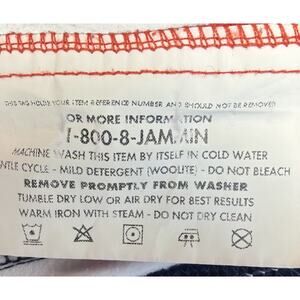 THIS TAG HOLDS YOUR ITEM REFERENCE NUMBER AND SHOULD NOT BE REMOVED
OR MORE INFORMATION
1-800-8-JAMMIN
MACHINE WASH THIS ITEM BY ITSELF IN COLD WATER
NTLE CYCLE - MILD DETERGENT (WOOLITE) - DO NOT BLEACH
REMOVE PROMPTLY FROM WASHER
TUMBLE DRY LOW OR AIR DRY FOR BEST RESULTS
WARM IRON WITH STEAM - DO NOT DRY CLEAN